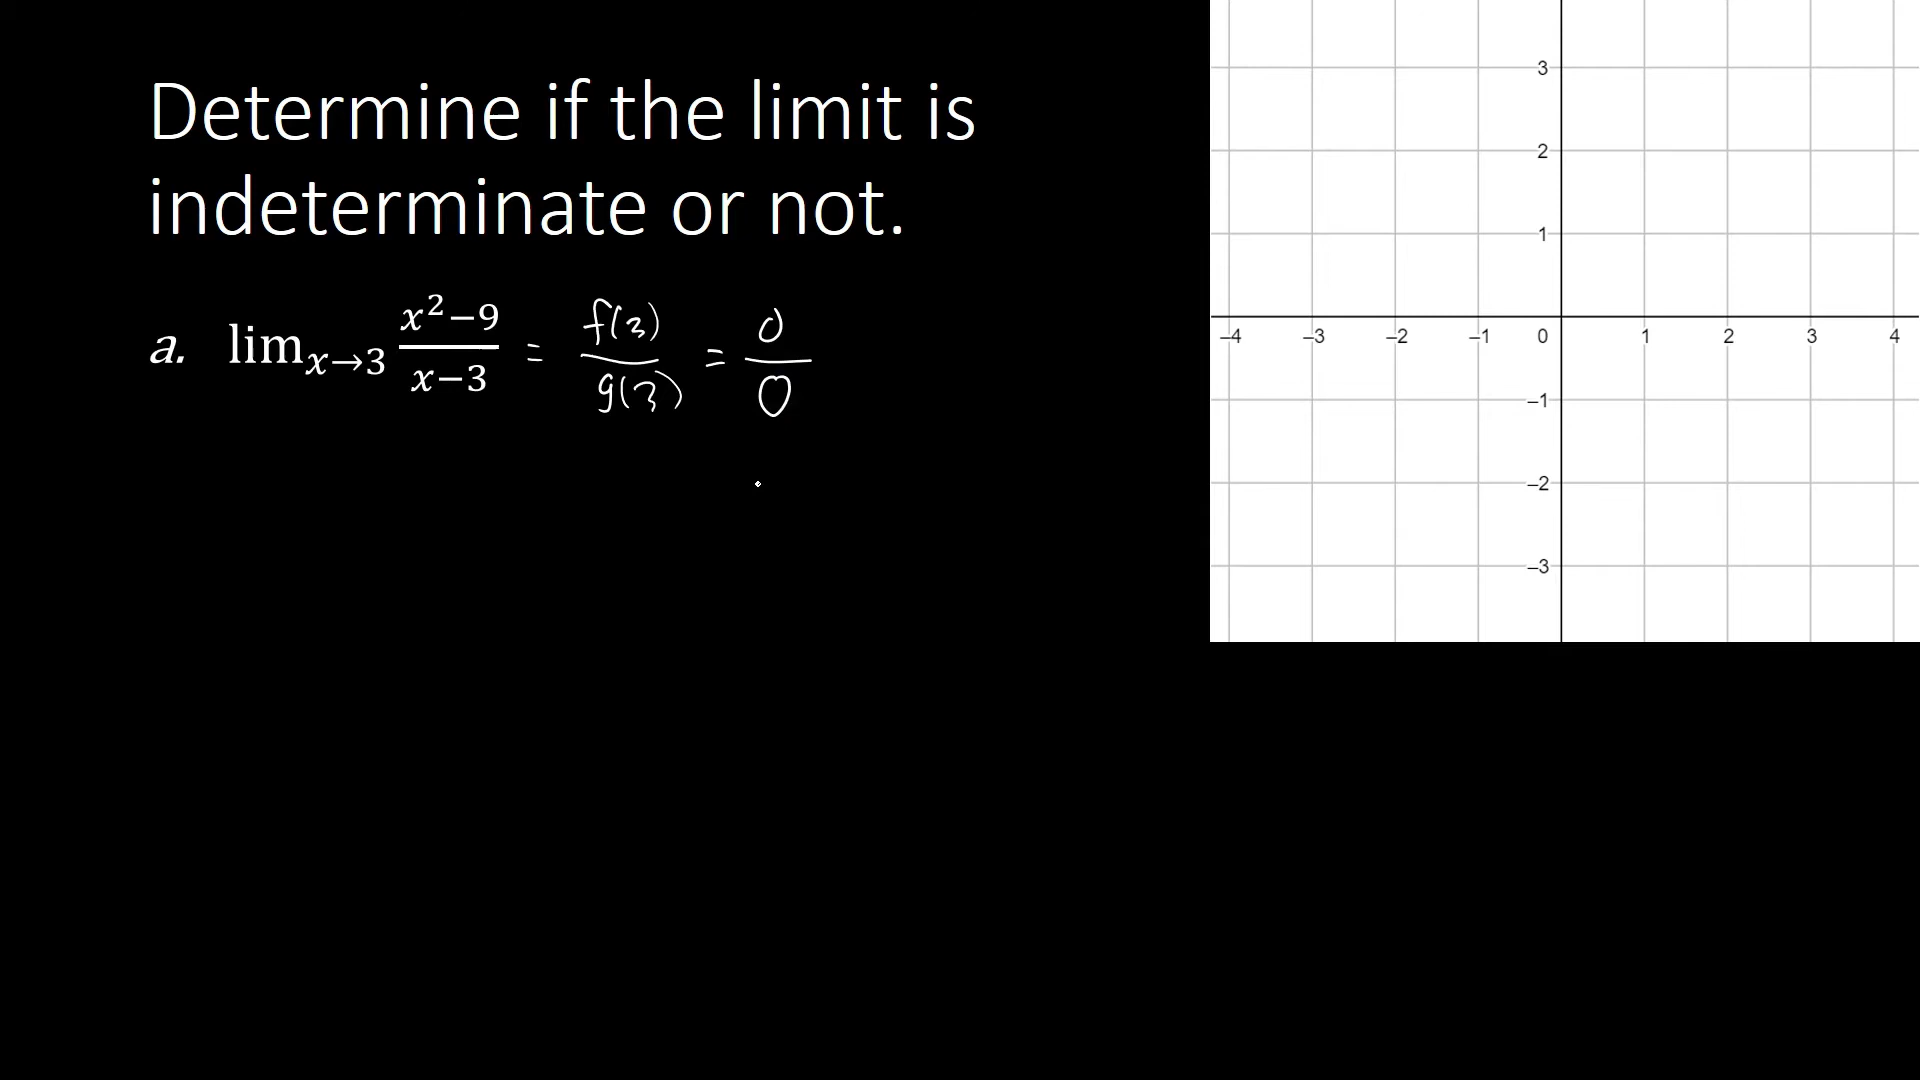 Determine if the limit is
indeterminate or not.
a. lim x→3 (x²−9)/(x−3) = f(3)/g(3) = 0/0
3
2
1
−4 −3 −2 −1 0 1 2 3 4
−1
−2
−3